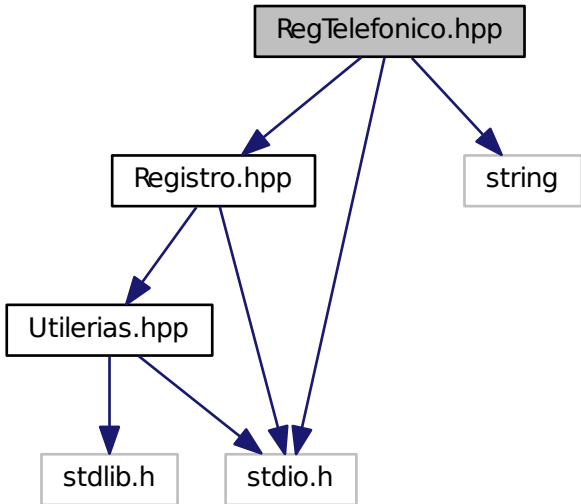 RegTelefonico.hpp
Registro.hpp
string
Utilerias.hpp
stdlib.h
stdio.h